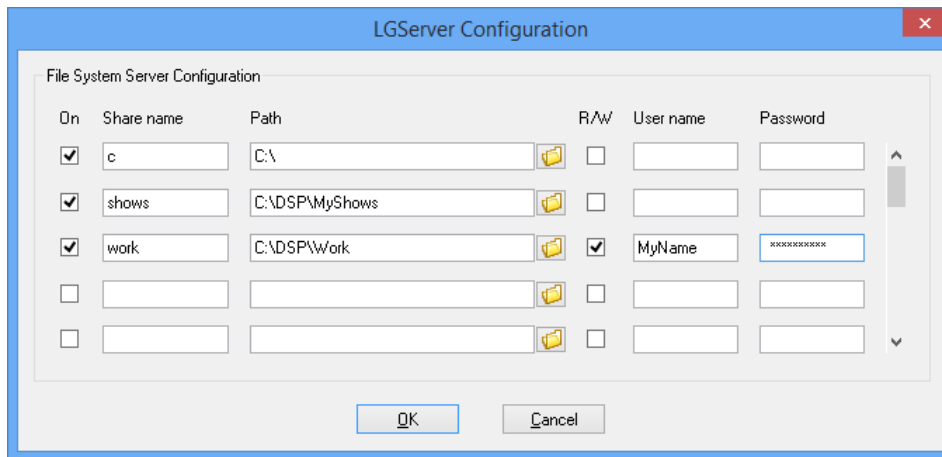 LGServer Configuration
File System Server Configuration
On Share name Path R/W User name Password
c C:\
shows C:\DSP\MyShows
work C:\DSP\Work MyName **********
OK Cancel